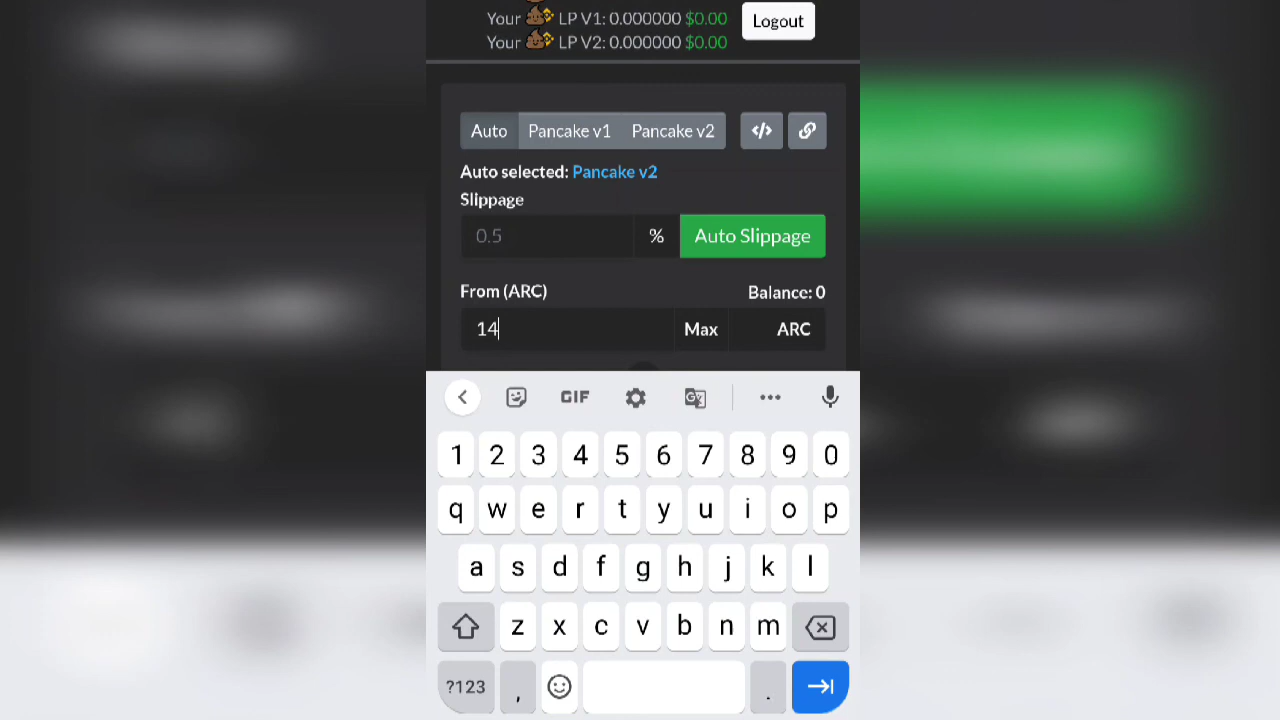 Your LP V1: 0.000000 $0.00
Your LP V2: 0.000000 $0.00
Logout
Auto Pancake v1 Pancake v2
Auto selected: Pancake v2
Slippage
0.5 % Auto Slippage
From (ARC) Balance: 0
14 Max ARC
GIF
1 2 3 4 5 6 7 8 9 0
q w e r t y u i o p
a s d f g h j k l
z x c v b n m
?123 , .